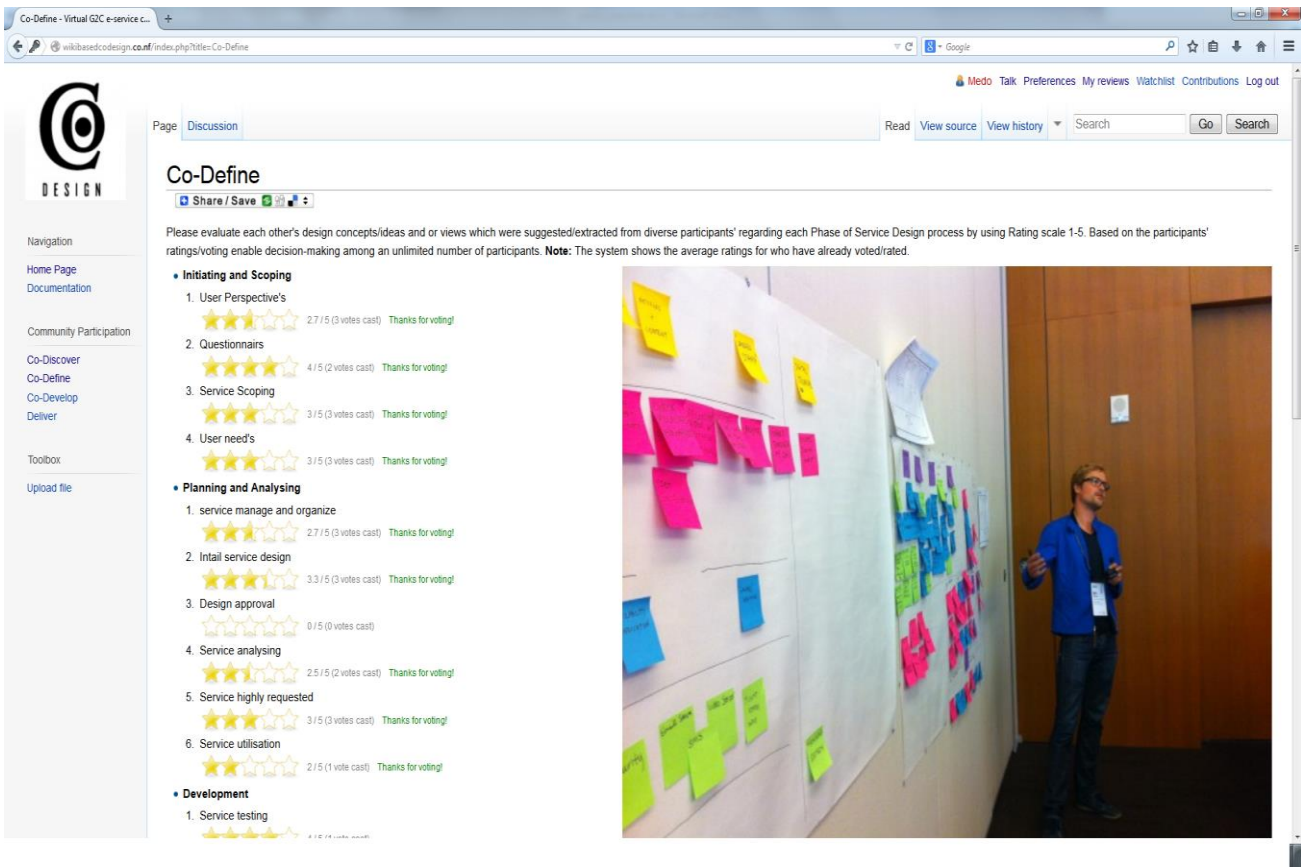 Co-Define - Virtual G2C e-service c...
wikibasedcodesign.co.nf/index.php?title=Co-Define
Google
Medo Talk Preferences My reviews Watchlist Contributions Log out
CO
DESIGN
Page Discussion
Read View source View history Search Go Search
Co-Define
Share / Save
Please evaluate each other's design concepts/ideas and or views which were suggested/extracted from diverse participants' regarding each Phase of Service Design process by using Rating scale 1-5. Based on the participants'
ratings/voting enable decision-making among an unlimited number of participants. Note: The system shows the average ratings for who have already voted/rated.
Navigation
Home Page
Documentation
Community Participation
Co-Discover
Co-Define
Co-Develop
Deliver
Toolbox
Upload file
• Initiating and Scoping
1. User Perspective's
2.7 / 5 (3 votes cast) Thanks for voting!
2. Questionnairs
4 / 5 (2 votes cast) Thanks for voting!
3. Service Scoping
3 / 5 (3 votes cast) Thanks for voting!
4. User need's
3 / 5 (3 votes cast) Thanks for voting!
• Planning and Analysing
1. service manage and organize
2.7 / 5 (3 votes cast) Thanks for voting!
2. Intail service design
3.3 / 5 (3 votes cast) Thanks for voting!
3. Design approval
0 / 5 (0 votes cast)
4. Service analysing
2.5 / 5 (2 votes cast) Thanks for voting!
5. Service highly requested
3 / 5 (3 votes cast) Thanks for voting!
6. Service utilisation
2 / 5 (1 vote cast) Thanks for voting!
• Development
1. Service testing